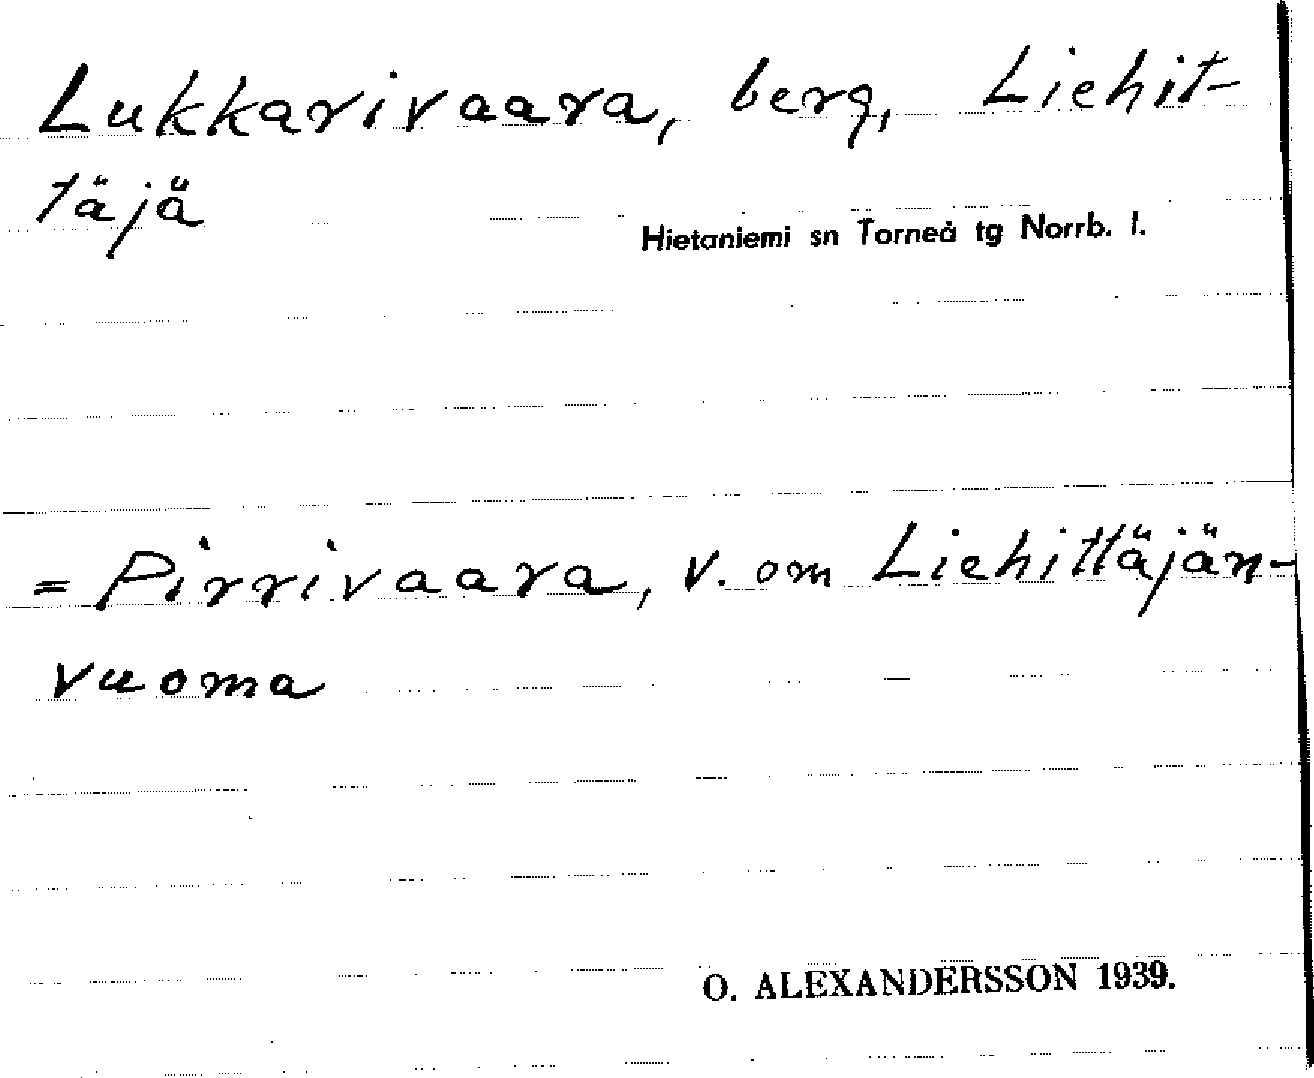 Lukkarivaara, berg, Liehit-
täjä
Hietaniemi sn Torneå tg Norrb. l.
= Pirrivaara, v. om Liehittäjän-
vuoma
O. ALEXANDERSSON 1939.